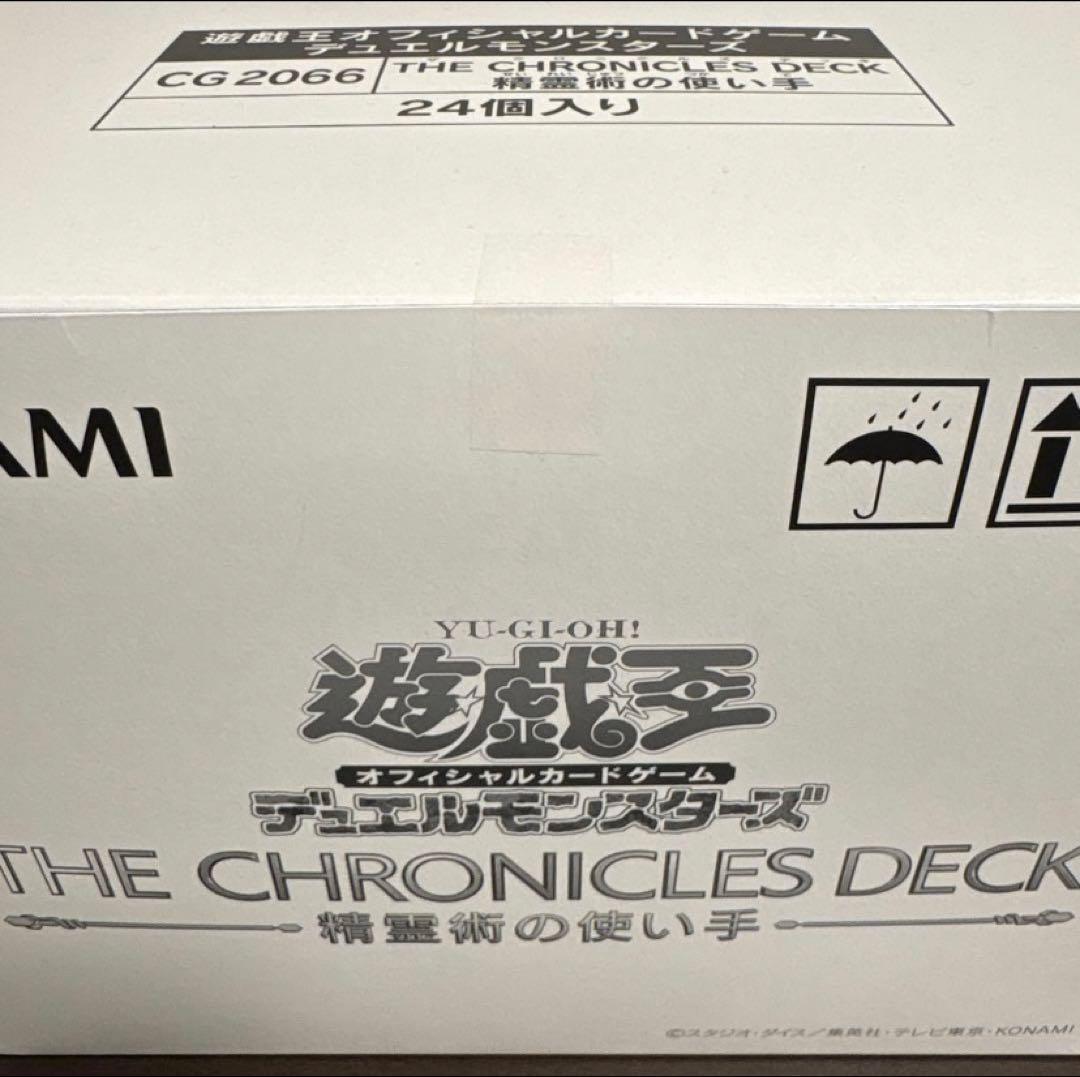 遊戯王オフィシャルカードゲーム
デュエルモンスターズ
CG2066
THE CHRONICLES DECK
精霊術の使い手
24個入り
AMI
YU-GI-OH!
遊戯王
オフィシャルカードゲーム
デュエルモンスターズ
THE CHRONICLES DECK
精霊術の使い手
©スタジオ・ダイス/集英社・テレビ東京・KONAMI